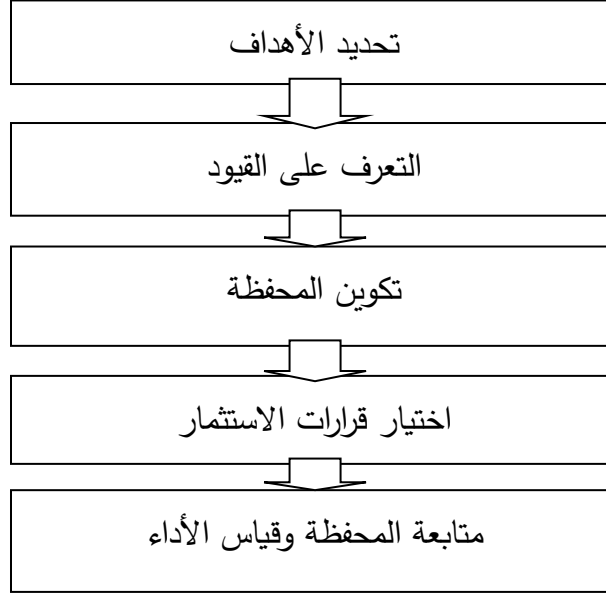 تحديد الأهداف
التعرف على القيود
تكوين المحفظة
اختيار قرارات الاستثمار
متابعة المحفظة وقياس الأداء